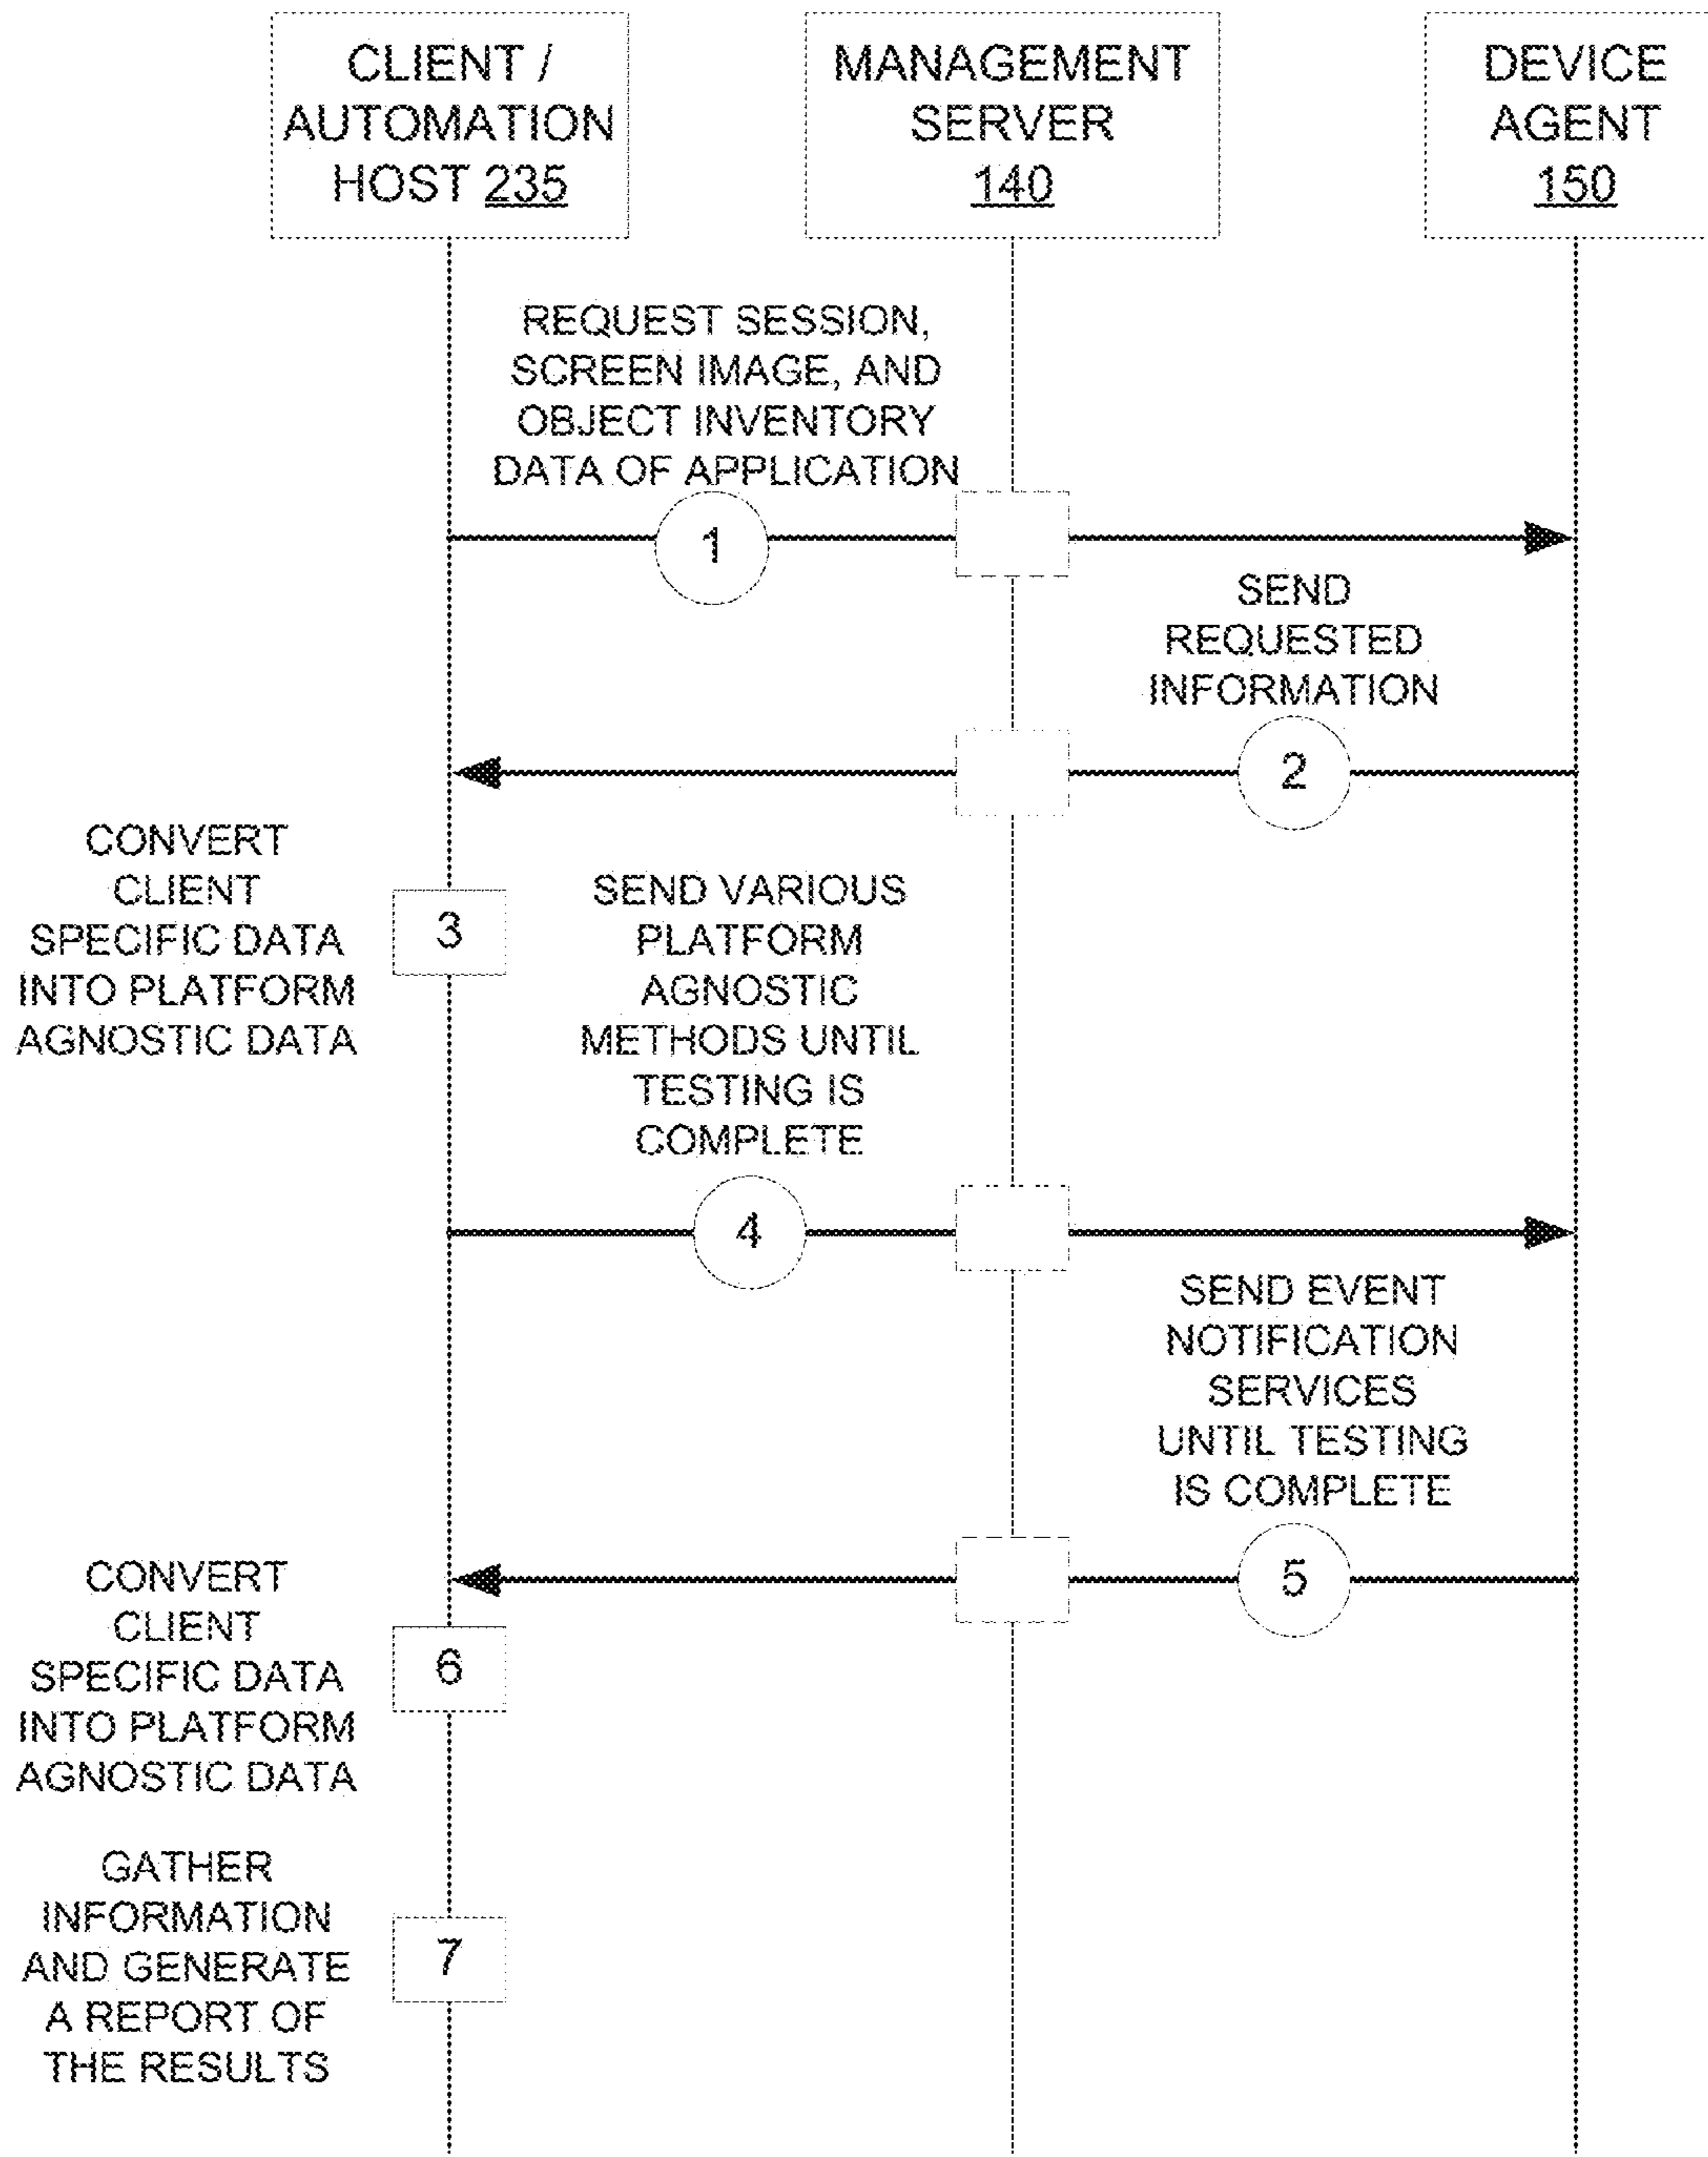 CLIENT /
AUTOMATION
HOST 235
MANAGEMENT
SERVER
140
DEVICE
AGENT
150
REQUEST SESSION,
SCREEN IMAGE, AND
OBJECT INVENTORY
DATA OF APPLICATION
1
SEND
REQUESTED
INFORMATION
2
CONVERT
CLIENT
SPECIFIC DATA
INTO PLATFORM
AGNOSTIC DATA
3
SEND VARIOUS
PLATFORM
AGNOSTIC
METHODS UNTIL
TESTING IS
COMPLETE
4
SEND EVENT
NOTIFICATION
SERVICES
UNTIL TESTING
IS COMPLETE
5
CONVERT
CLIENT
SPECIFIC DATA
INTO PLATFORM
AGNOSTIC DATA
6
GATHER
INFORMATION
AND GENERATE
A REPORT OF
THE RESULTS
7